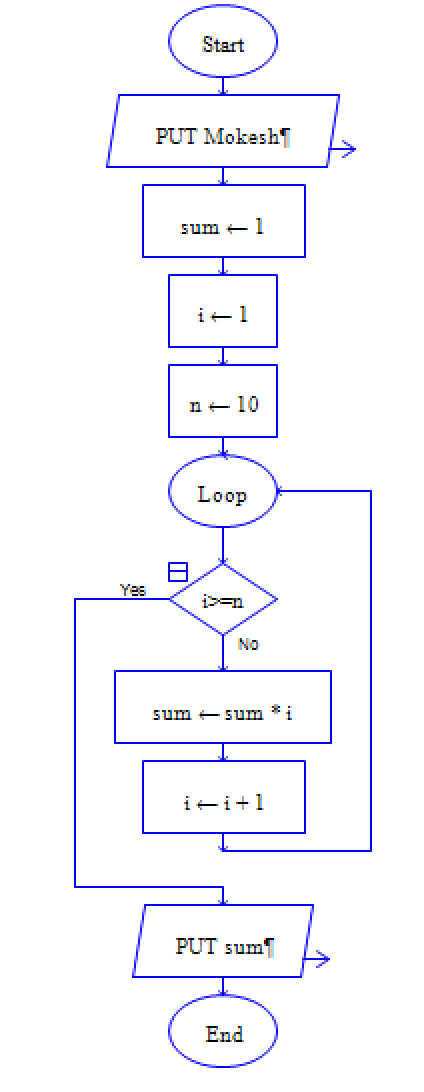 Start
PUT Mokesh¶
sum ← 1
i ← 1
n ← 10
Loop
Yes
i>=n
No
sum ← sum * i
i ← i + 1
PUT sum¶
End